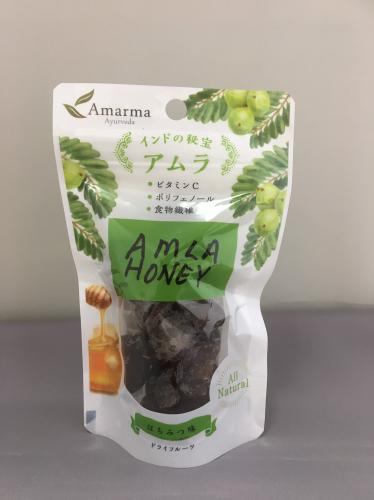 Amarma
Ayurveda
インドの秘宝
アムラ
• ビタミンC
• ポリフェノール
• 食物繊維
AMLA
HONEY
All
Natural
はちみつ味
ドライフルーツ